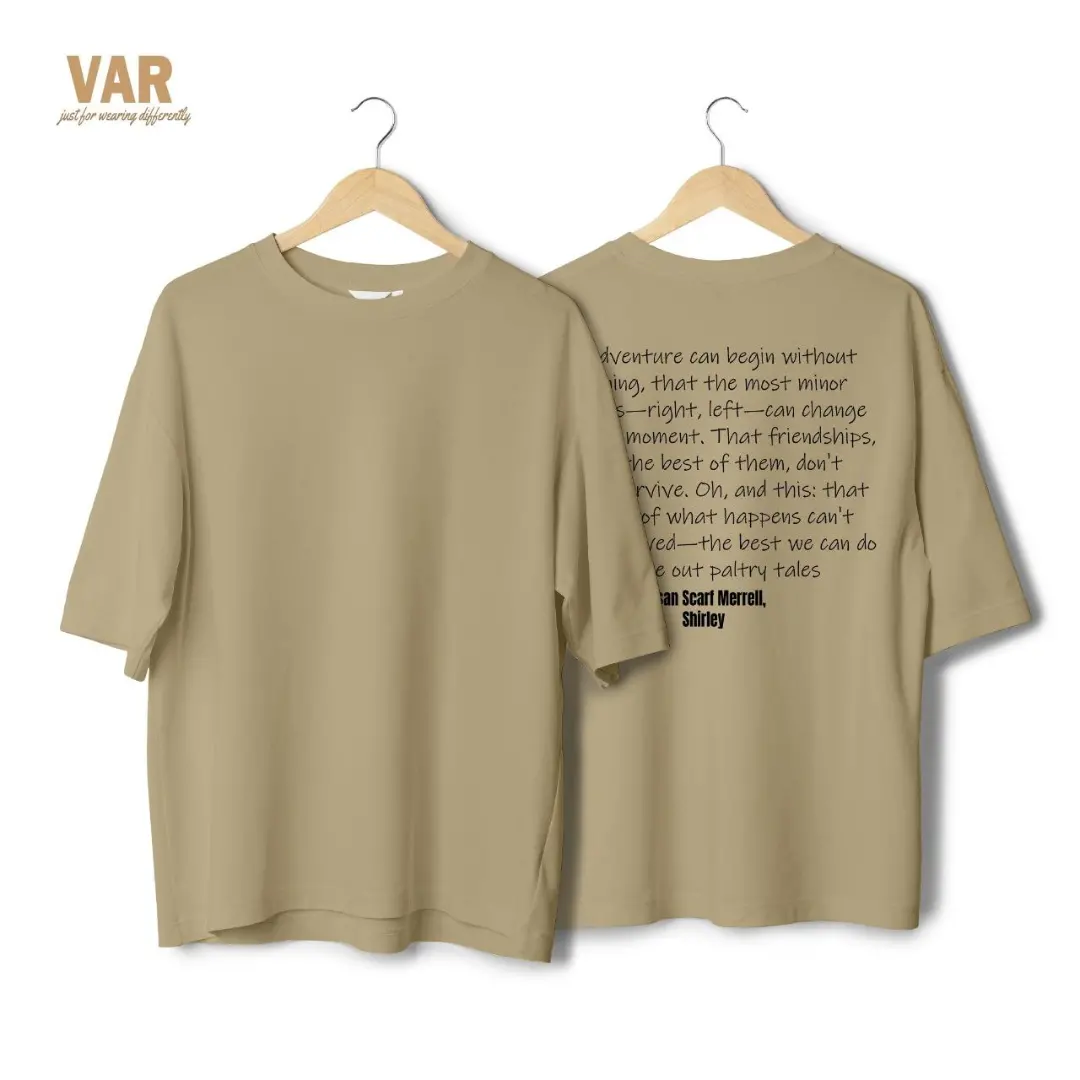 VAR
just for wearing differently
dventure can begin without
ing, that the most minor
s—right, left—can change
moment. That friendships,
the best of them, don't
rvive. Oh, and this: that
of what happens can't
ved—the best we can do
e out paltry tales
san Scarf Merrell,
Shirley